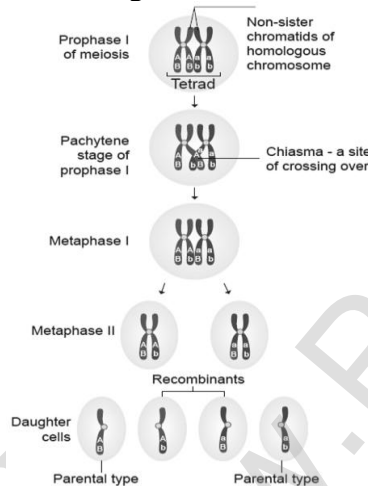 Non-sister
chromatids of
homologous
chromosome
Prophase I
of meiosis
A A a a
B B b b
Tetrad
Pachytene
stage of
prophase I
Chiasma - a site
of crossing over
Metaphase I
A A a a
B b B b
Metaphase II
A A
B b
a a
B b
Recombinants
Daughter
cells
A
B
A
b
a
B
a
b
Parental type
Parental type